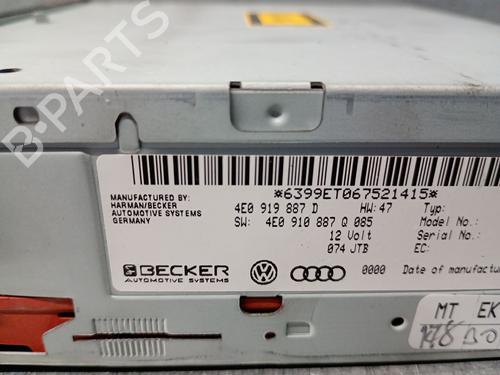 B-PARTS
*6399ET067521415*
MANUFACTURED BY:
HARMAN/BECKER
AUTOMOTIVE SYSTEMS
GERMANY
4E0 919 887 D HW:47 Typ:
SW: 4E0 910 887 Q 085 Model No.:
12 Volt Serial No.:
074 JTB EC:
BECKER
AUTOMOTIVE SYSTEMS
0000 Date of manufactu
MT EK